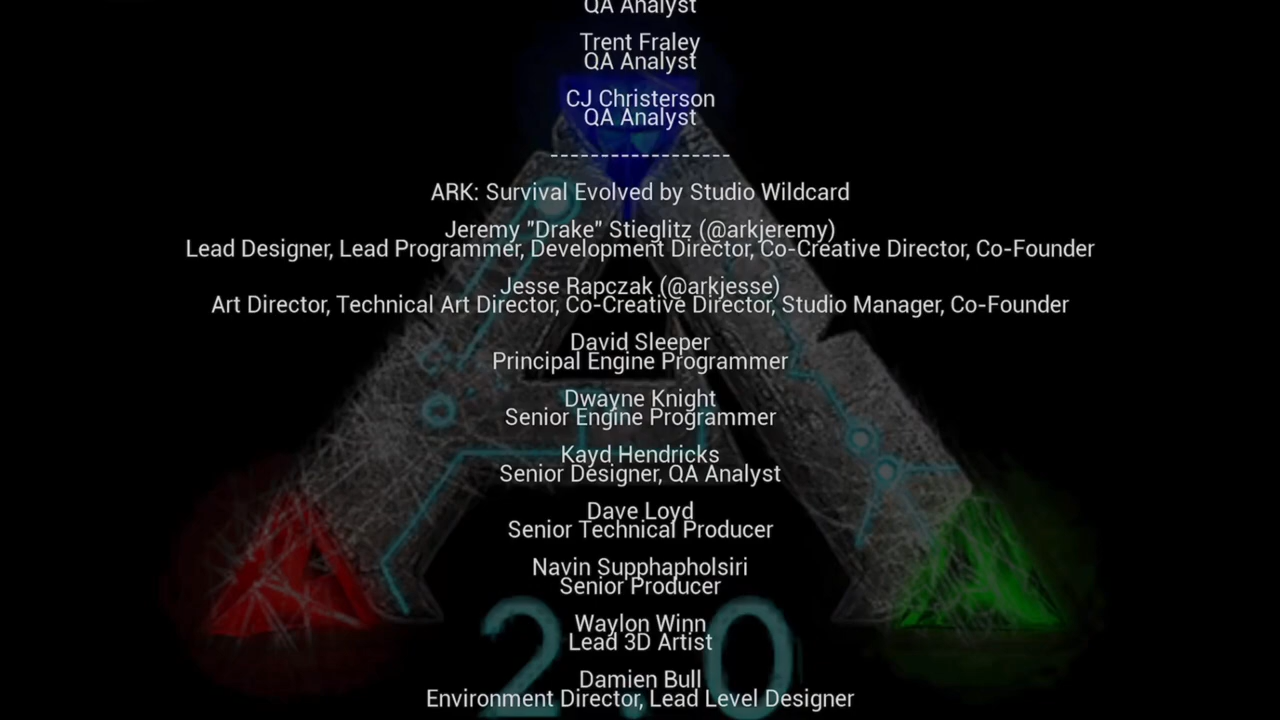 QA Analyst
Trent Fraley
QA Analyst
CJ Christerson
QA Analyst
------------------
ARK: Survival Evolved by Studio Wildcard
Jeremy "Drake" Stieglitz (@arkjeremy)
Lead Designer, Lead Programmer, Development Director, Co-Creative Director, Co-Founder
Jesse Rapczak (@arkjesse)
Art Director, Technical Art Director, Co-Creative Director, Studio Manager, Co-Founder
David Sleeper
Principal Engine Programmer
Dwayne Knight
Senior Engine Programmer
Kayd Hendricks
Senior Designer, QA Analyst
Dave Loyd
Senior Technical Producer
Navin Supphapholsiri
Senior Producer
Waylon Winn
Lead 3D Artist
Damien Bull
Environment Director, Lead Level Designer
2.0